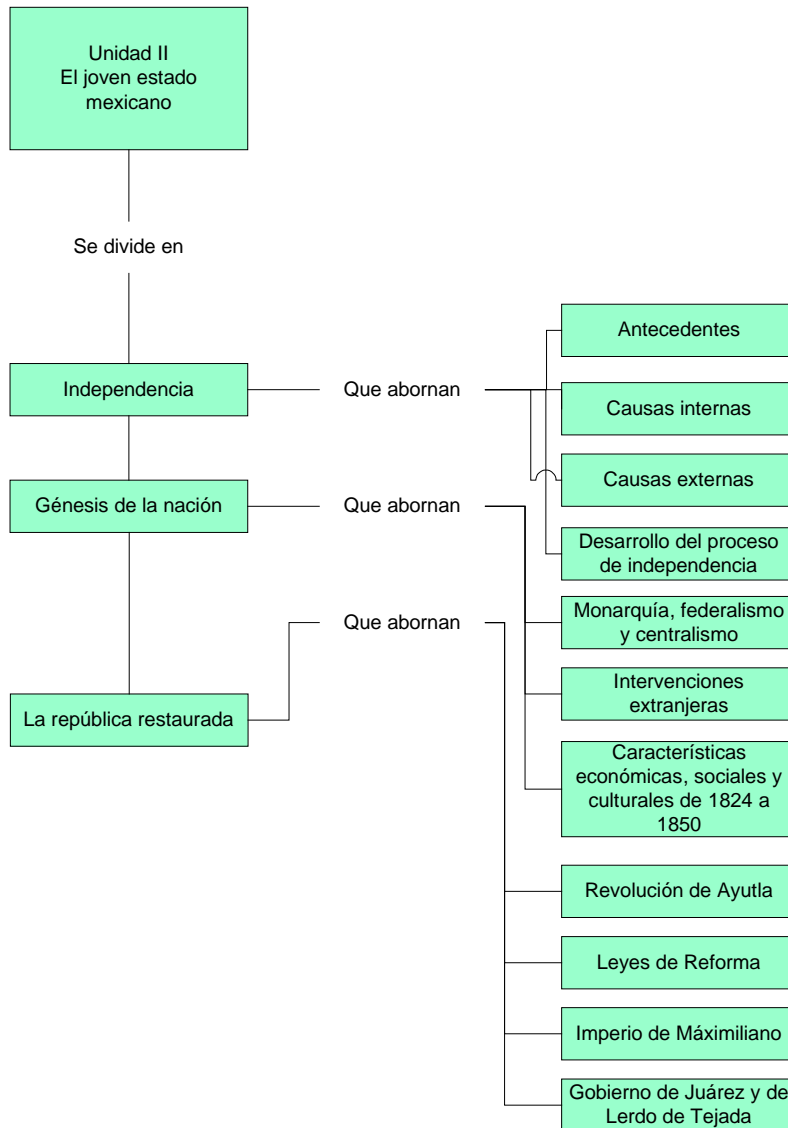 Unidad II
El joven estado
mexicano
Se divide en
Independencia
Que abornan
Antecedentes
Causas internas
Causas externas
Desarrollo del proceso
de independencia
Génesis de la nación
Que abornan
Monarquía, federalismo
y centralismo
Intervenciones
extranjeras
Característicass
económicas, sociales y
culturales de 1824 a
1850
La república restaurada
Que abornan
Revolución de Ayutla
Leyes de Reforma
Imperio de Máximiliano
Gobierno de Juárez y de
Lerdo de Tejada